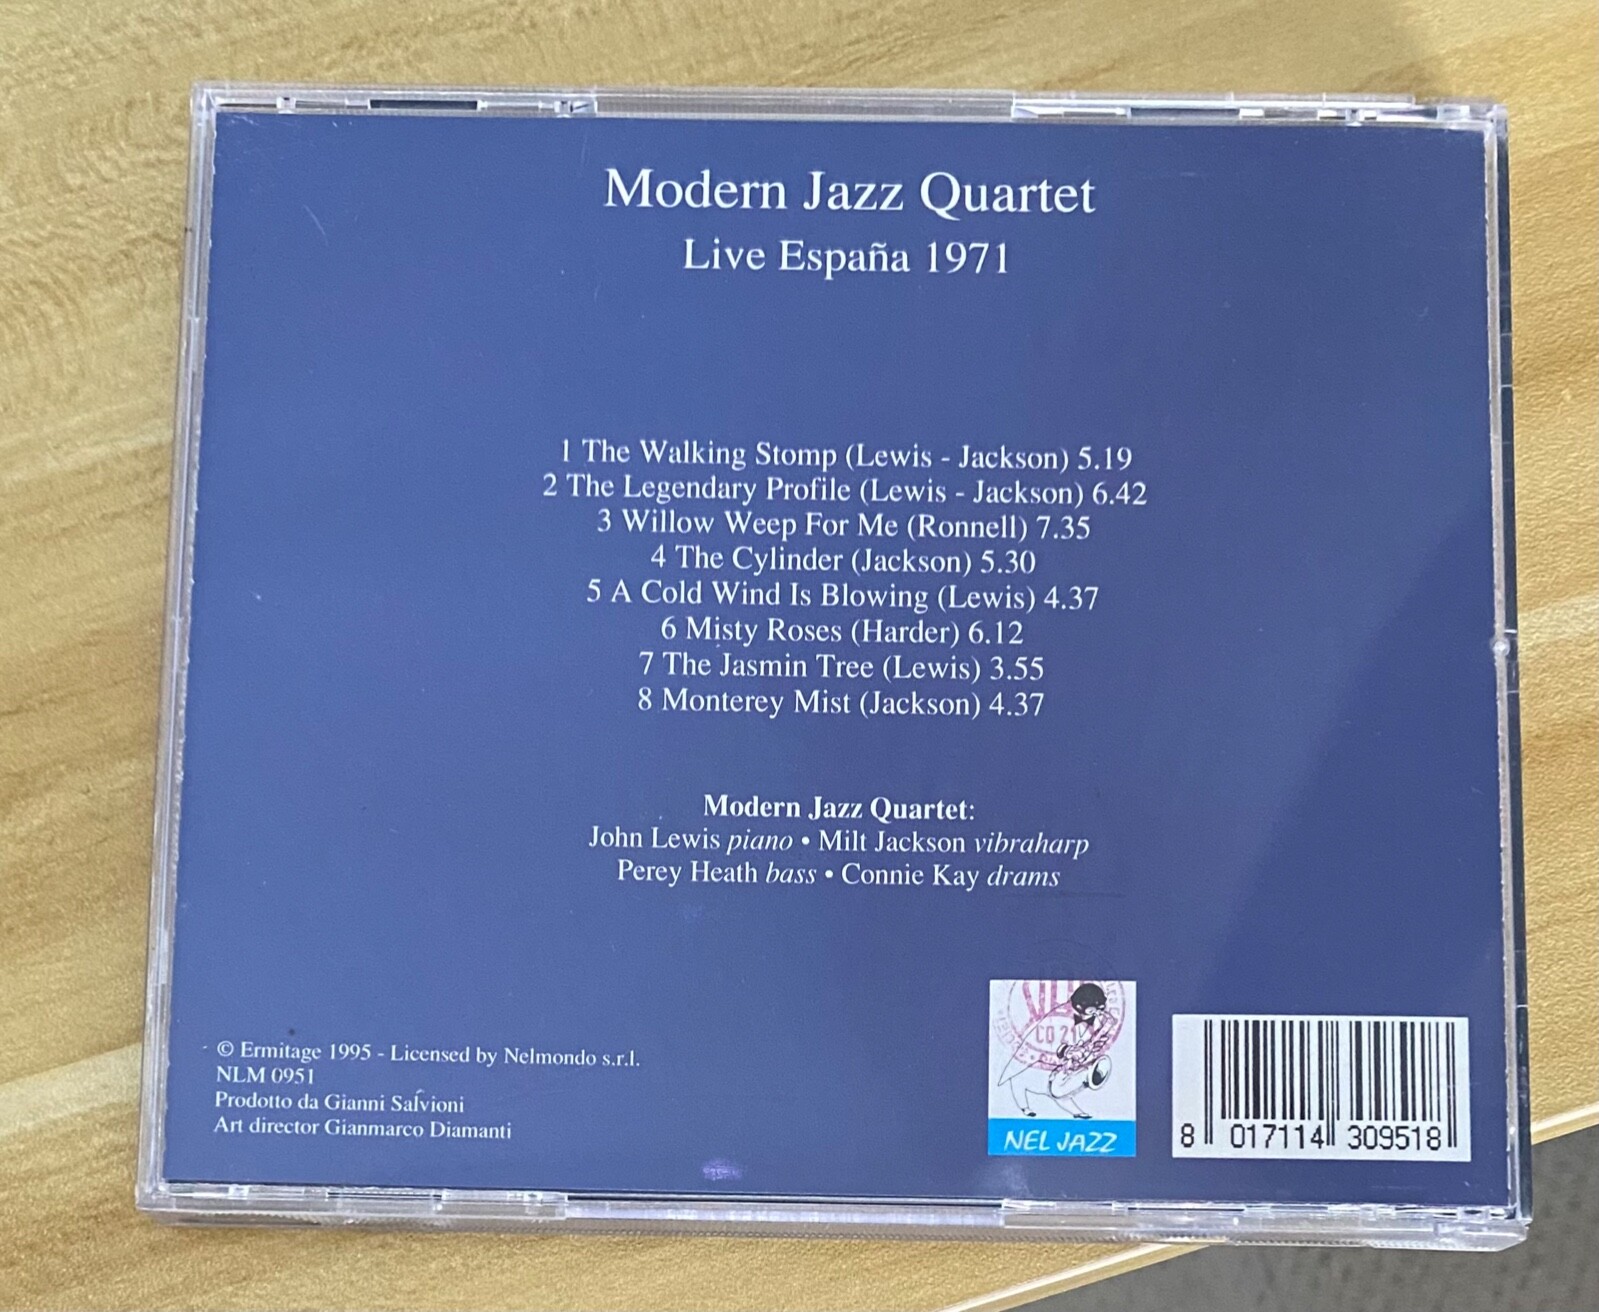 Modern Jazz Quartet
Live España 1971
1 The Walking Stomp (Lewis - Jackson) 5.19
2 The Legendary Profile (Lewis - Jackson) 6.42
3 Willow Weep For Me (Ronnell) 7.35
4 The Cylinder (Jackson) 5.30
5 A Cold Wind Is Blowing (Lewis) 4.37
6 Misty Roses (Harder) 6.12
7 The Jasmin Tree (Lewis) 3.55
8 Monterey Mist (Jackson) 4.37
Modern Jazz Quartet:
John Lewis piano • Milt Jackson vibraharp
Percy Heath bass • Connie Kay drams
© Ermitage 1995 - Licensed by Nelmondo s.r.l.
NLM 0951
Prodotto da Gianni Salvioni
Art director Gianmarco Diamanti
CO 21
NEL JAZZ
8 017114 309518